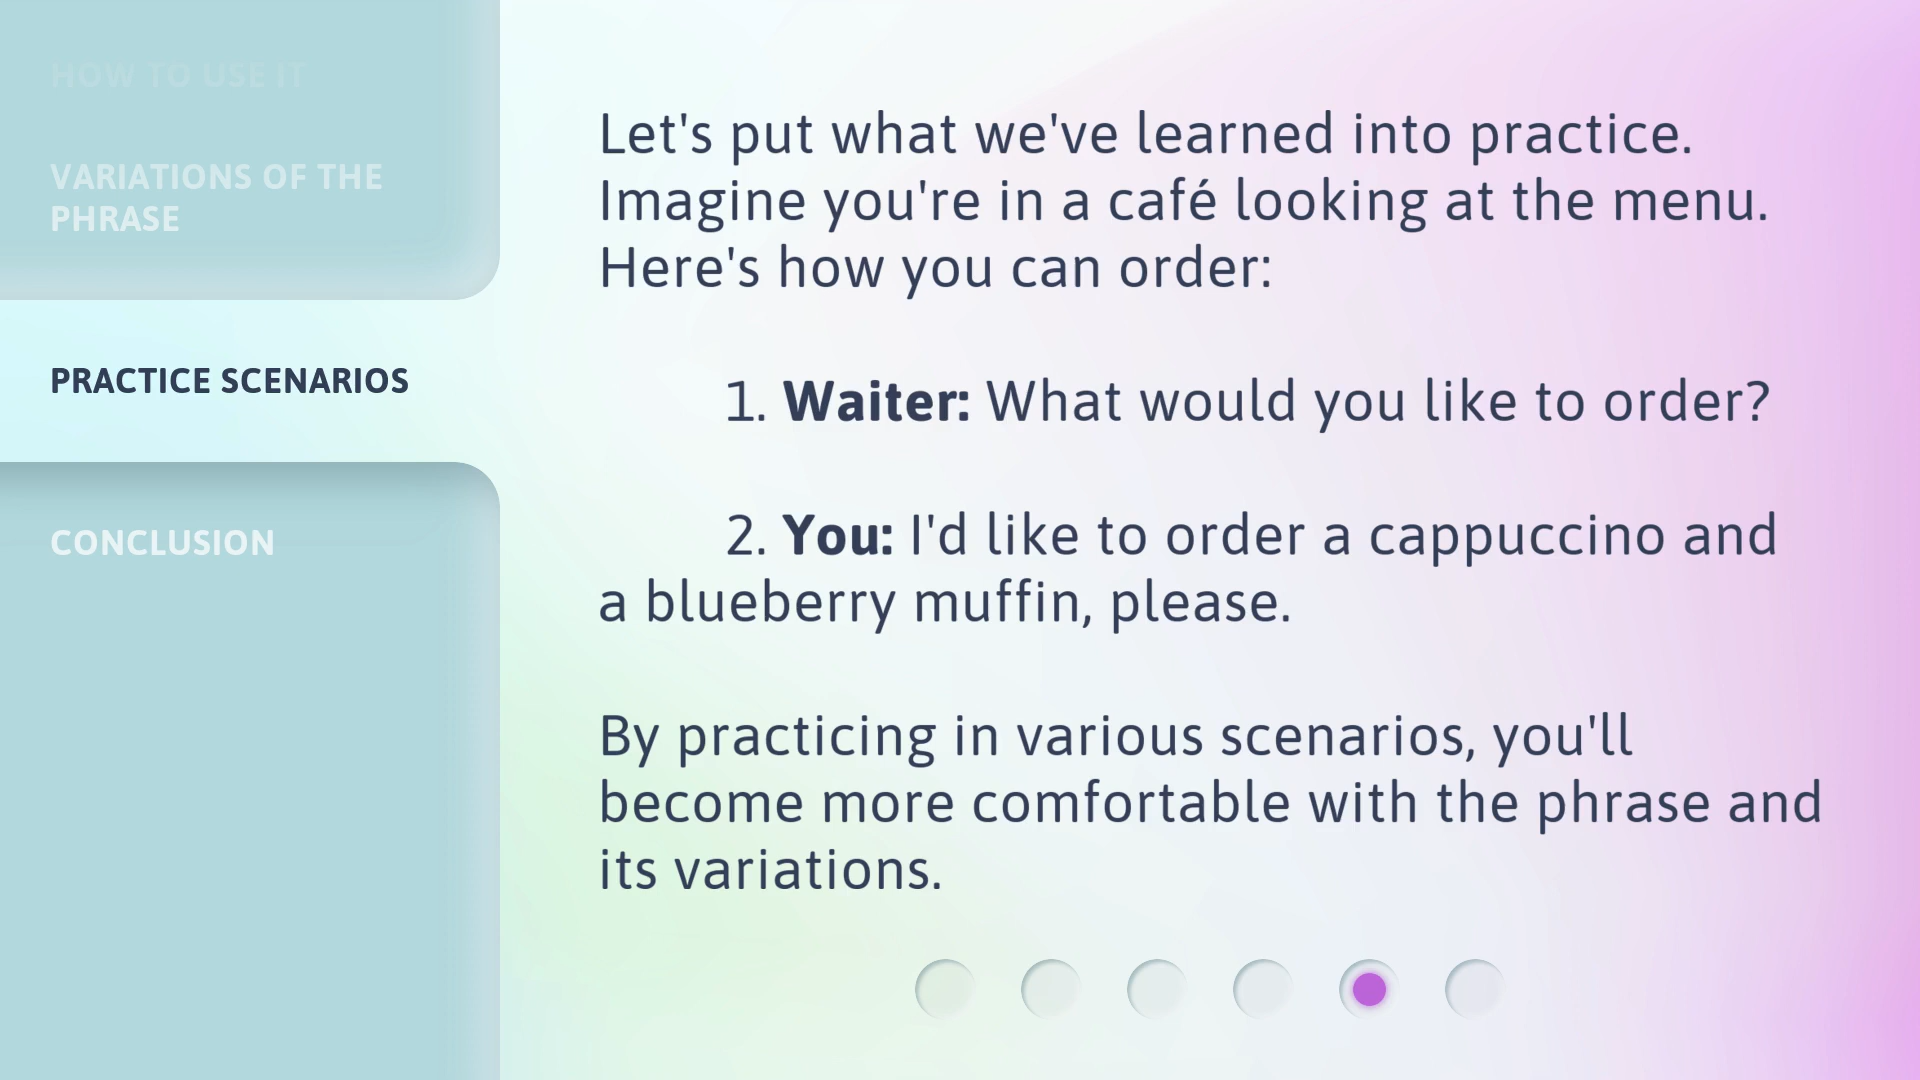 HOW TO USE IT
VARIATIONS OF THE
PHRASE
PRACTICE SCENARIOS
CONCLUSION
Let's put what we've learned into practice.
Imagine you're in a café looking at the menu.
Here's how you can order:
1. Waiter: What would you like to order?
2. You: I'd like to order a cappuccino and
a blueberry muffin, please.
By practicing in various scenarios, you'll
become more comfortable with the phrase and
its variations.